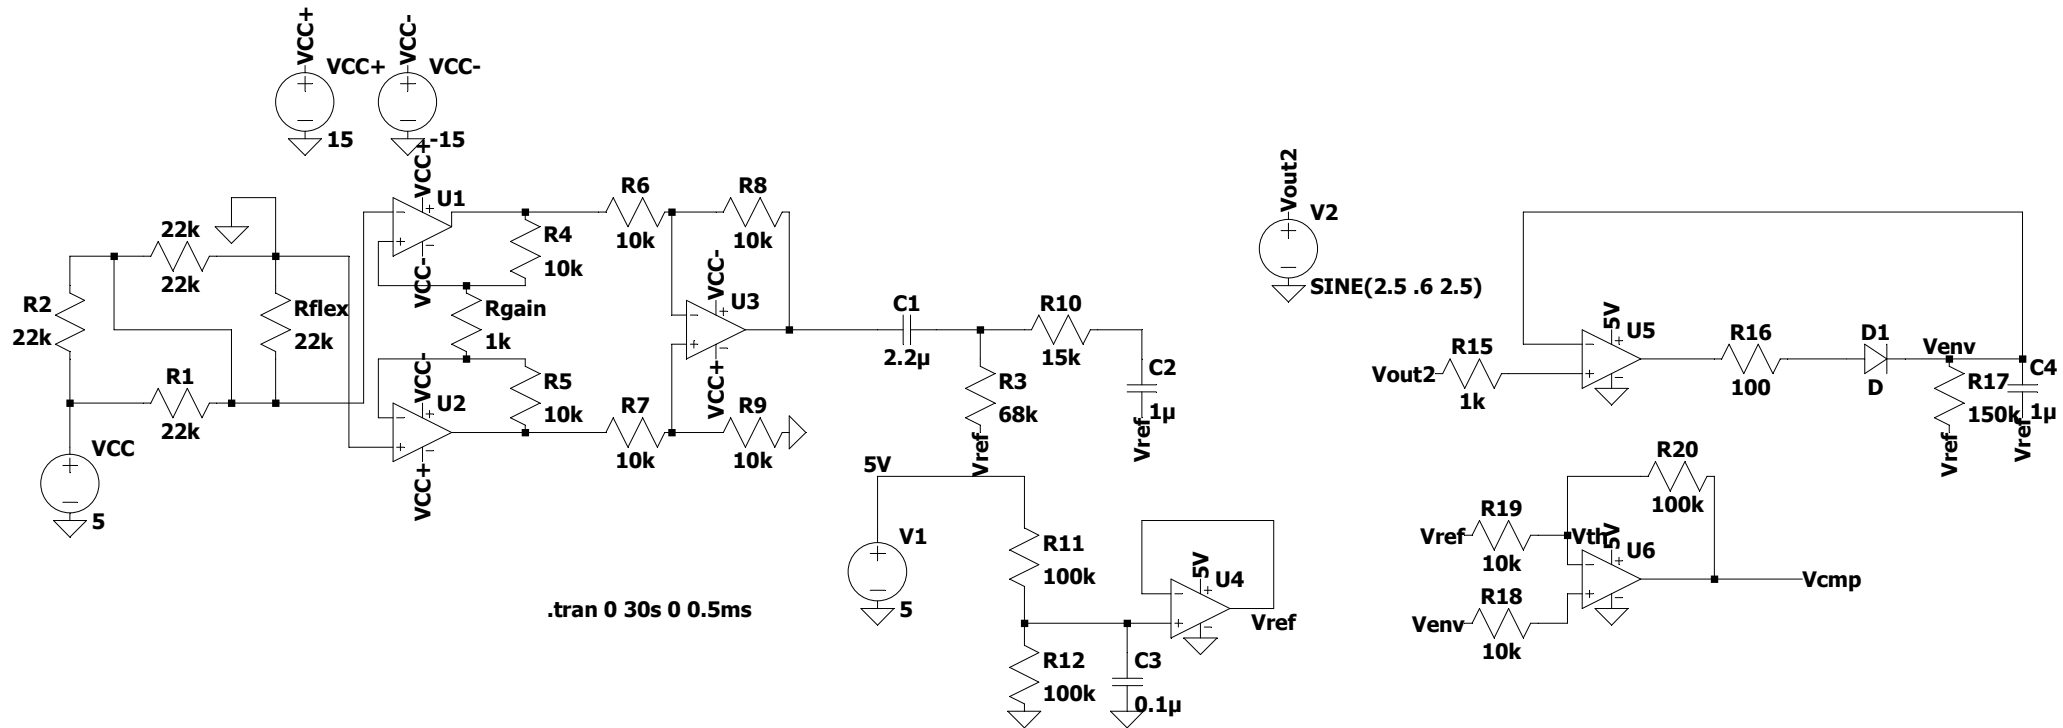 VCC+
VCC+
15
VCC-
VCC-
-15
VCC+
U1
VCC-
22k
22k
R2
22k
Rflex
22k
R1
22k
VCC
5
R4
10k
Rgain
1k
R5
10k
VCC-
U2
VCC+
R6
10k
R8
10k
VCC-
U3
VCC+
R7
10k
R9
10k
C1
2.2µ
R3
68k
Vref
R10
15k
C2
1µ
Vref
5V
V1
5
R11
100k
R12
100k
C3
0.1µ
5V
U4
Vref
.tran 0 30s 0 0.5ms
Vout2
V2
SINE(2.5 .6 2.5)
Vout2
R15
1k
5V
U5
R16
100
D1
D
Venv
R17
150k
Vref
C4
1µ
Vref
R20
100k
Vref
R19
10k
Vth
5V
U6
Vcmp
Venv
R18
10k